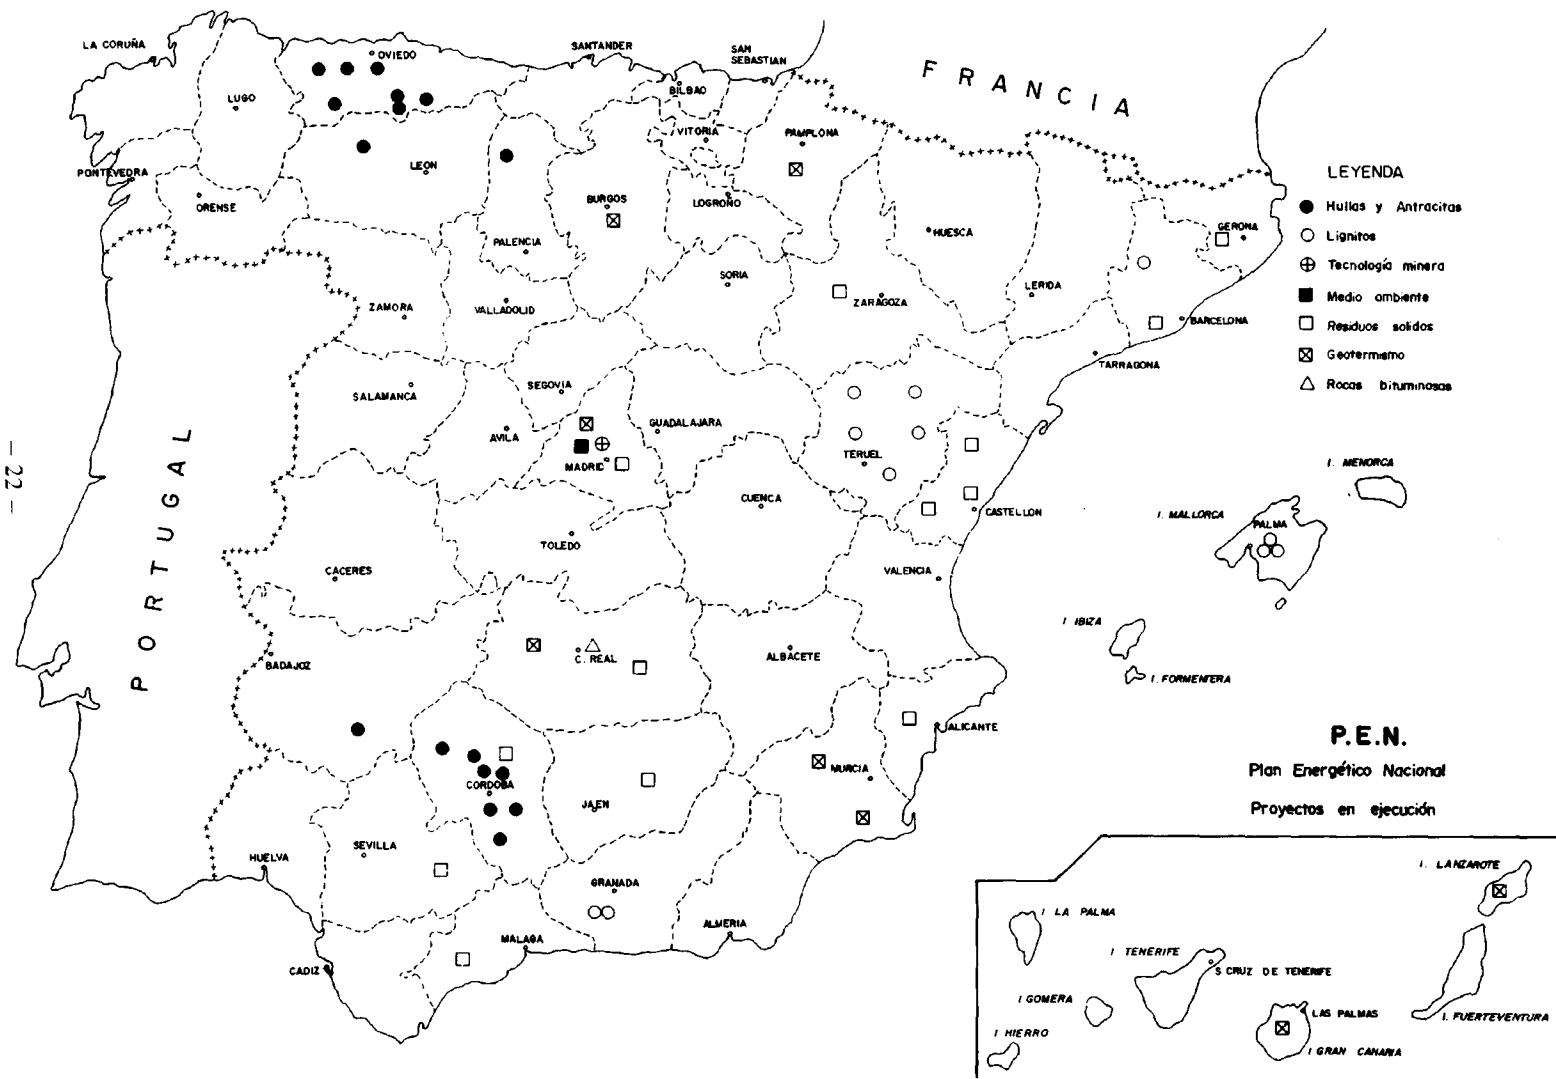 LA CORUÑA
OVIEDO
SANTANDER
SAN
SEBASTIAN
BILBAO
LUGO
VITORIA
PAMPLONA
FRANCIA
PONTEVEDRA
LEON
ORENSE
BURGOS
LOGROÑO
PALENCIA
HUESCA
GERONA
SORIA
ZAMORA
VALLADOLID
ZARAGOZA
LERIDA
BARCELONA
TARRAGONA
SALAMANCA
SEGOVIA
AVILA
GUADALAJARA
MADRID
TERUEL
CUENCA
CASTELLON
TOLEDO
CACERES
VALENCIA
PORTUGAL
BADAJOZ
C. REAL
ALBACETE
ALICANTE
MURCIA
CORDOBA
JAEN
SEVILLA
HUELVA
GRANADA
ALMERIA
MALAGA
CADIZ
I. MENORCA
I. MALLORCA
PALMA
I. IBIZA
I. FORMENTERA
LEYENDA
Hullas y Antracitas
Lignitos
Tecnología minera
Medio ambiente
Residuos solidos
Geotermismo
Rocas bituminosas
P.E.N.
Plan Energético Nacional
Proyectos en ejecución
I. LANZAROTE
I LA PALMA
I TENERIFE
S CRUZ DE TENERIFE
I GOMERA
LAS PALMAS
I. FUERTEVENTURA
I HIERRO
I GRAN CANARIA
-22-